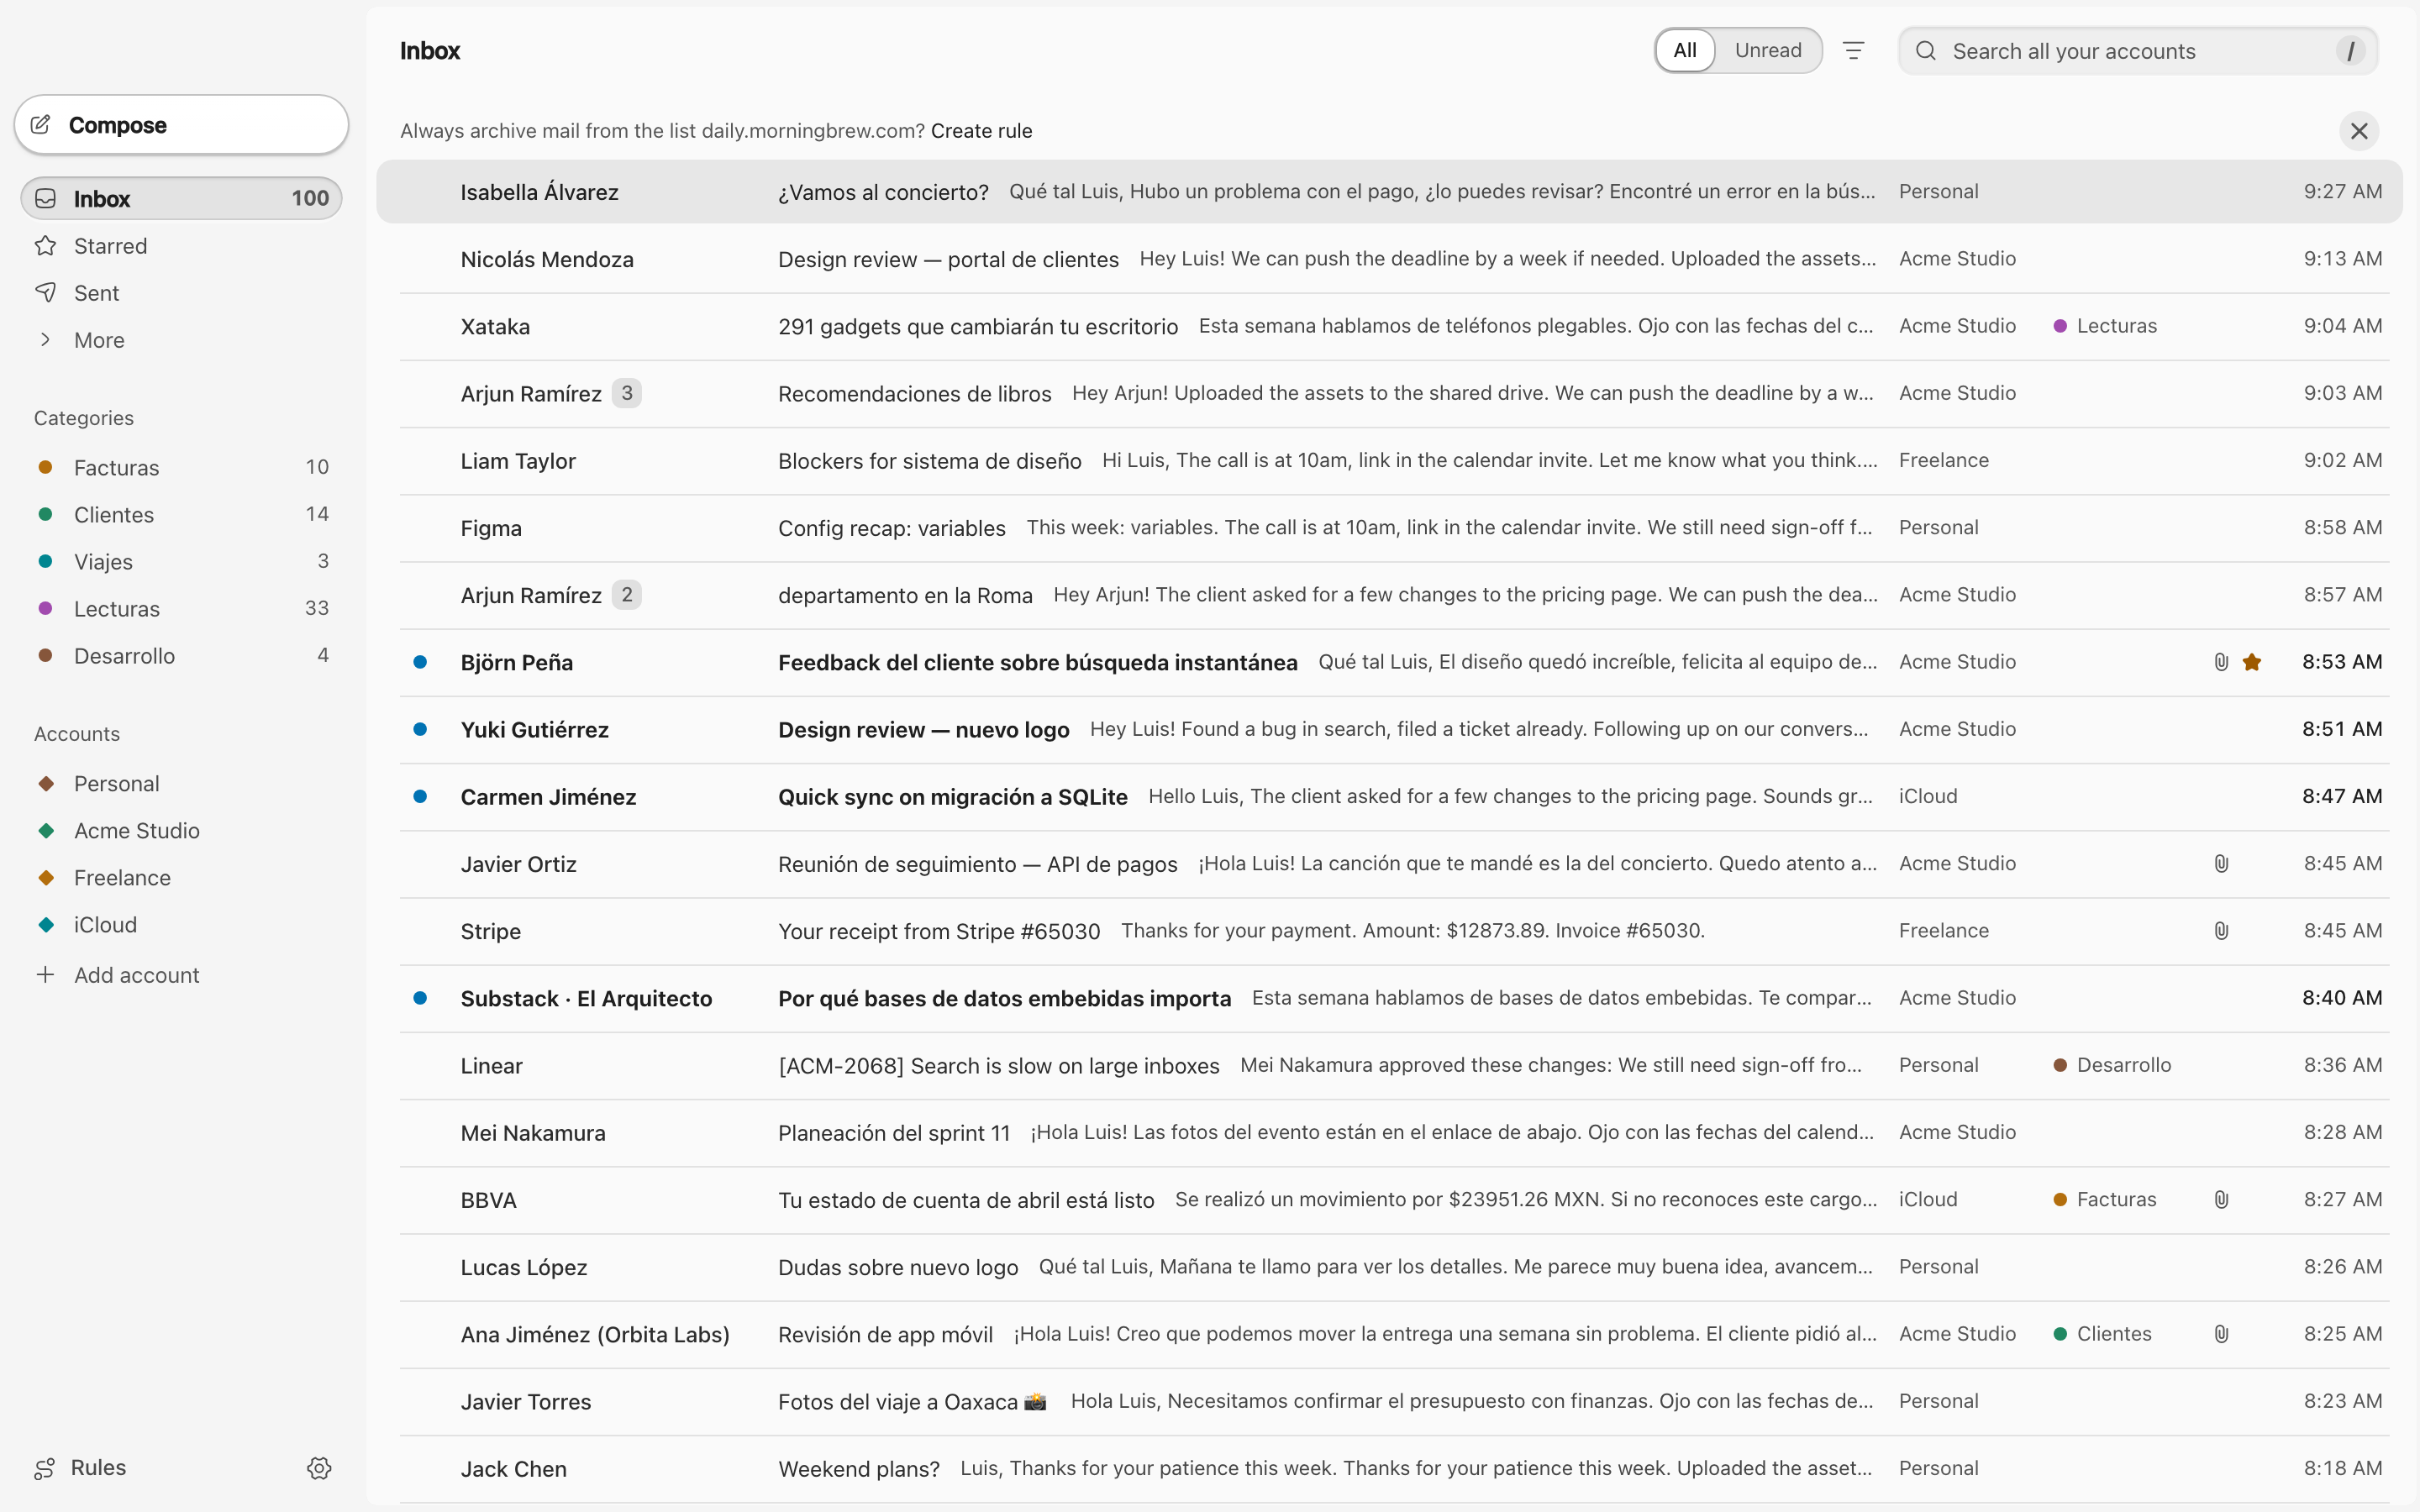 Inbox
All Unread
Search all your accounts /
Compose
Always archive mail from the list daily.morningbrew.com? Create rule
Inbox 100
Starred
Sent
More
Categories
Facturas 10
Clientes 14
Viajes 3
Lecturas 33
Desarrollo 4
Accounts
Personal
Acme Studio
Freelance
iCloud
Add account
Rules
Isabella Álvarez ¿Vamos al concierto? Qué tal Luis, Hubo un problema con el pago, ¿lo puedes revisar? Encontré un error en la bús... Personal 9:27 AM
Nicolás Mendoza Design review — portal de clientes Hey Luis! We can push the deadline by a week if needed. Uploaded the assets... Acme Studio 9:13 AM
Xataka 291 gadgets que cambiarán tu escritorio Esta semana hablamos de teléfonos plegables. Ojo con las fechas del c... Acme Studio Lecturas 9:04 AM
Arjun Ramírez 3 Recomendaciones de libros Hey Arjun! Uploaded the assets to the shared drive. We can push the deadline by a w... Acme Studio 9:03 AM
Liam Taylor Blockers for sistema de diseño Hi Luis, The call is at 10am, link in the calendar invite. Let me know what you think.... Freelance 9:02 AM
Figma Config recap: variables This week: variables. The call is at 10am, link in the calendar invite. We still need sign-off f... Personal 8:58 AM
Arjun Ramírez 2 departamento en la Roma Hey Arjun! The client asked for a few changes to the pricing page. We can push the dea... Acme Studio 8:57 AM
Björn Peña Feedback del cliente sobre búsqueda instantánea Qué tal Luis, El diseño quedó increíble, felicita al equipo de... Acme Studio 8:53 AM
Yuki Gutiérrez Design review — nuevo logo Hey Luis! Found a bug in search, filed a ticket already. Following up on our convers... Acme Studio 8:51 AM
Carmen Jiménez Quick sync on migración a SQLite Hello Luis, The client asked for a few changes to the pricing page. Sounds gr... iCloud 8:47 AM
Javier Ortiz Reunión de seguimiento — API de pagos ¡Hola Luis! La canción que te mandé es la del concierto. Quedo atento a... Acme Studio 8:45 AM
Stripe Your receipt from Stripe #65030 Thanks for your payment. Amount: $12873.89. Invoice #65030. Freelance 8:45 AM
Substack · El Arquitecto Por qué bases de datos embebidas importa Esta semana hablamos de bases de datos embebidas. Te compar... Acme Studio 8:40 AM
Linear [ACM-2068] Search is slow on large inboxes Mei Nakamura approved these changes: We still need sign-off fro... Personal Desarrollo 8:36 AM
Mei Nakamura Planeación del sprint 11 ¡Hola Luis! Las fotos del evento están en el enlace de abajo. Ojo con las fechas del calend... Acme Studio 8:28 AM
BBVA Tu estado de cuenta de abril está listo Se realizó un movimiento por $23951.26 MXN. Si no reconoces este cargo... iCloud Facturas 8:27 AM
Lucas López Dudas sobre nuevo logo Qué tal Luis, Mañana te llamo para ver los detalles. Me parece muy buena idea, avancem... Personal 8:26 AM
Ana Jiménez (Orbita Labs) Revisión de app móvil ¡Hola Luis! Creo que podemos mover la entrega una semana sin problema. El cliente pidió al... Acme Studio Clientes 8:25 AM
Javier Torres Fotos del viaje a Oaxaca 📸 Hola Luis, Necesitamos confirmar el presupuesto con finanzas. Ojo con las fechas de... Personal 8:23 AM
Jack Chen Weekend plans? Luis, Thanks for your patience this week. Thanks for your patience this week. Uploaded the asset... Personal 8:18 AM